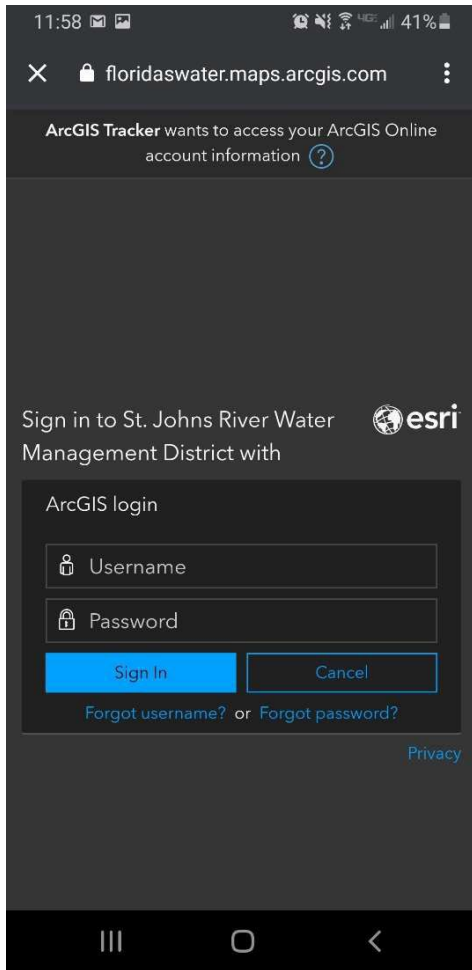 11:58 4GE 41%
floridaswater.maps.arcgis.com
ArcGIS Tracker wants to access your ArcGIS Online
account information ?
Sign in to St. Johns River Water
Management District with
esri
ArcGIS login
Username
Password
Sign In Cancel
Forgot username? or Forgot password?
Privacy